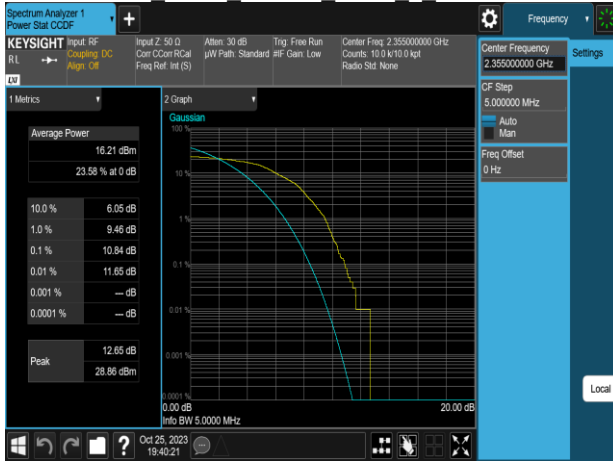 Spectrum Analyzer 1
Power Stat CCDF
+
Frequency
KEYSIGHT
RL
LXI
Input: RF
Coupling: DC
Align: Off
Input Z: 50 Ω
Corr CCorr RCal
Freq Ref: Int (S)
Atten: 30 dB
µW Path: Standard
Trig: Free Run
#IF Gain: Low
Center Freq: 2.355000000 GHz
Counts: 10.0 k/10.0 kpt
Radio Std: None
Center Frequency
2.355000000 GHz
Settings
CF Step
5.000000 MHz
Auto
Man
Freq Offset
0 Hz
1 Metrics
Average Power
16.21 dBm
23.58 % at 0 dB
10.0 % 6.05 dB
1.0 % 9.46 dB
0.1 % 10.84 dB
0.01 % 11.65 dB
0.001 % --- dB
0.0001 % --- dB
Peak
12.65 dB
28.86 dBm
2 Graph
Gaussian
100 %
10 %
1 %
0.1 %
0.01 %
0.001 %
0.0001 %
0.00 dB
20.00 dB
Info BW 5.0000 MHz
Local
?
Oct 25, 2023
19:40:21